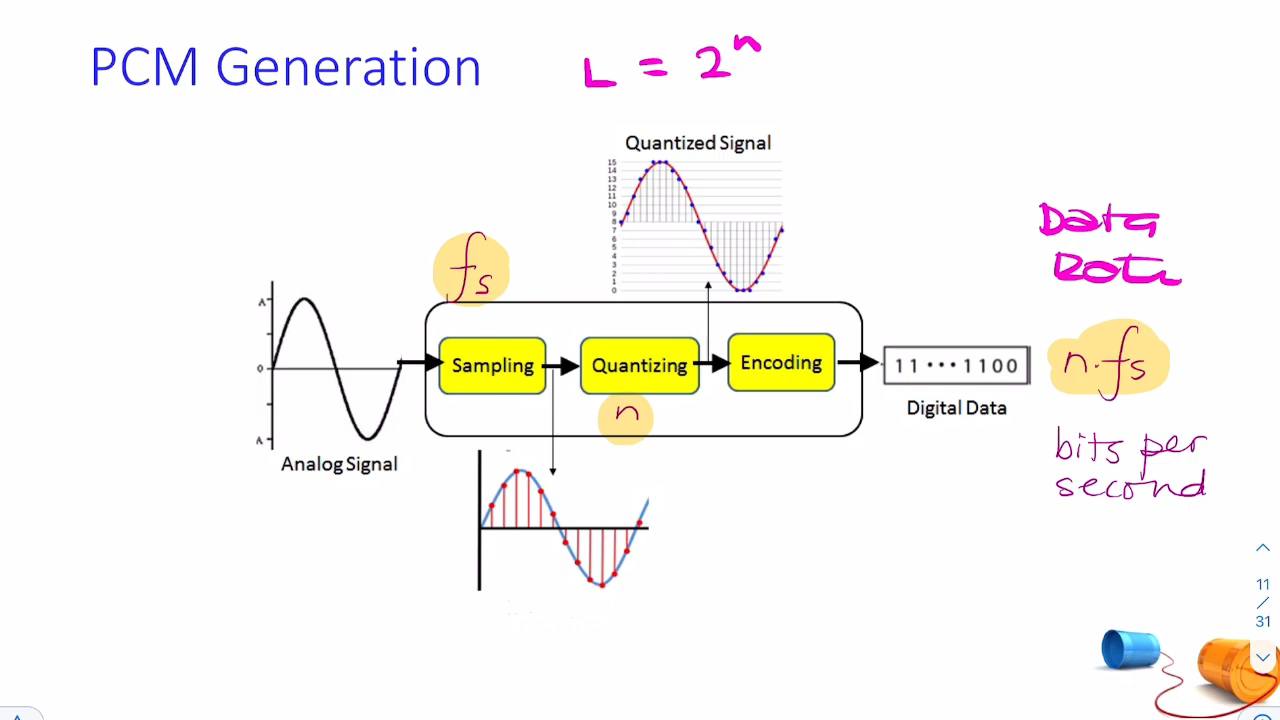 PCM Generation
L = 2^n
Quantized Signal
15
14
13
12
11
10
9
8
7
6
5
4
3
2
1
0
Data
Rate
fs
A
0
A
Sampling
Quantizing
Encoding
11···1100
n.fs
n
Digital Data
bits per
second
Analog Signal
11
/
31